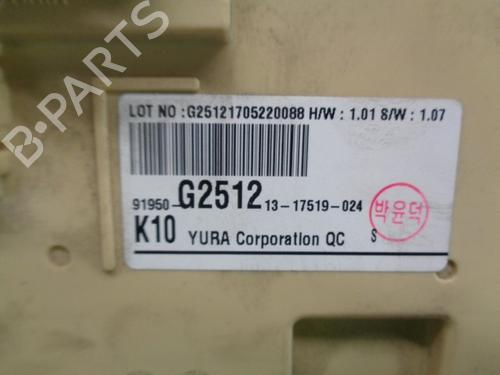 B-PARTS
LOT NO :G25121705220088 H/W : 1.01 S/W : 1.07
91950-G2512 13-17519-024
박윤덕
K10 YURA Corporation QC S